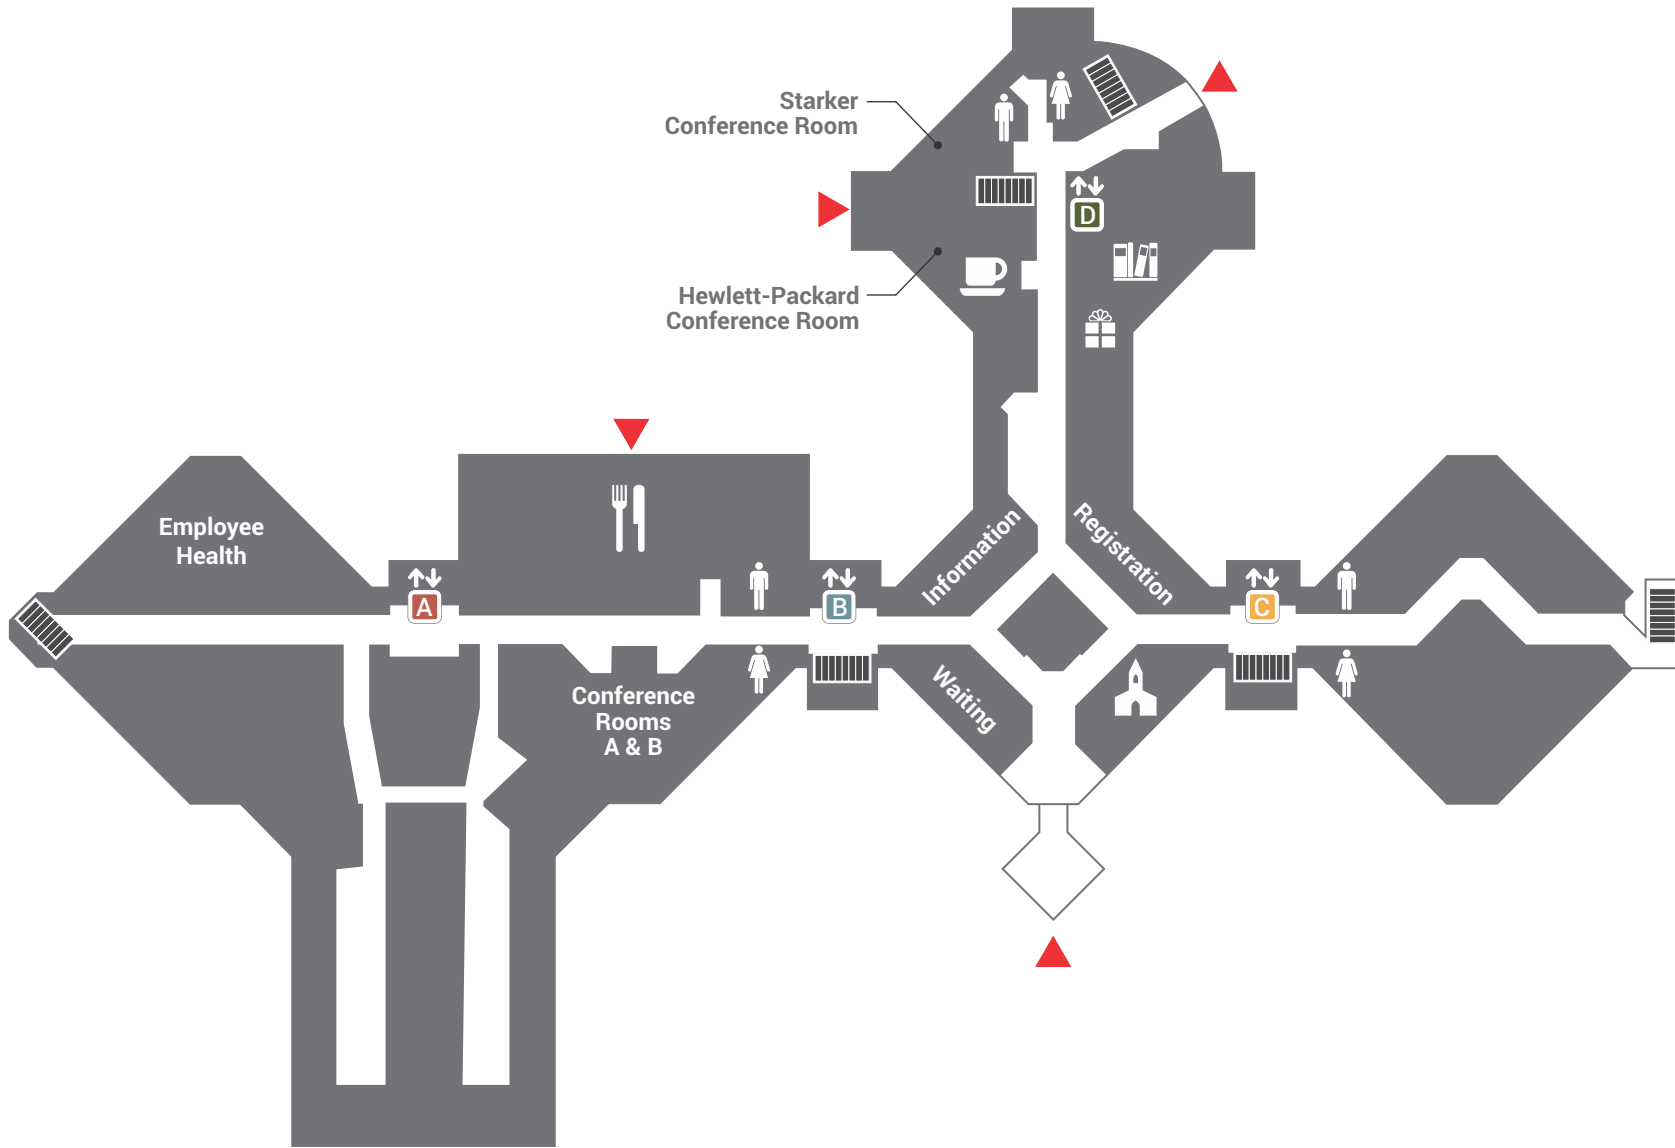 Starker
Conference Room
D
Hewlett-Packard
Conference Room
Employee
Health
Information
Registration
A
B
C
Waiting
Conference
Rooms
A & B